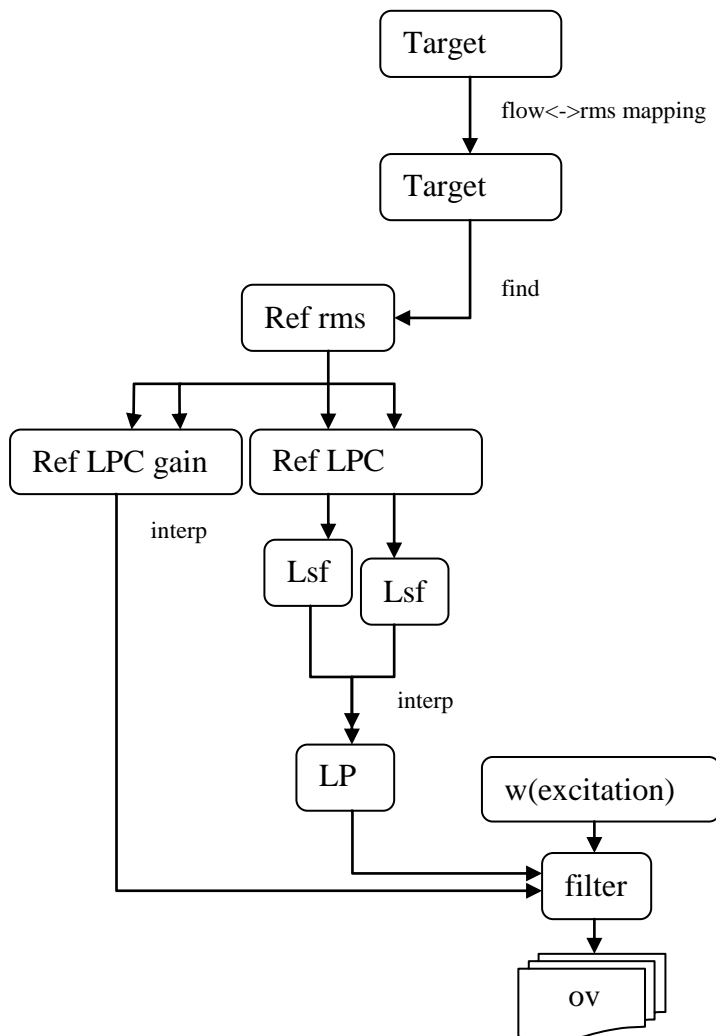 Target
flow<->rms mapping
Target
find
Ref rms
Ref LPC gain
Ref LPC
interp
Lsf
Lsf
interp
LP
w(excitation)
filter
ov